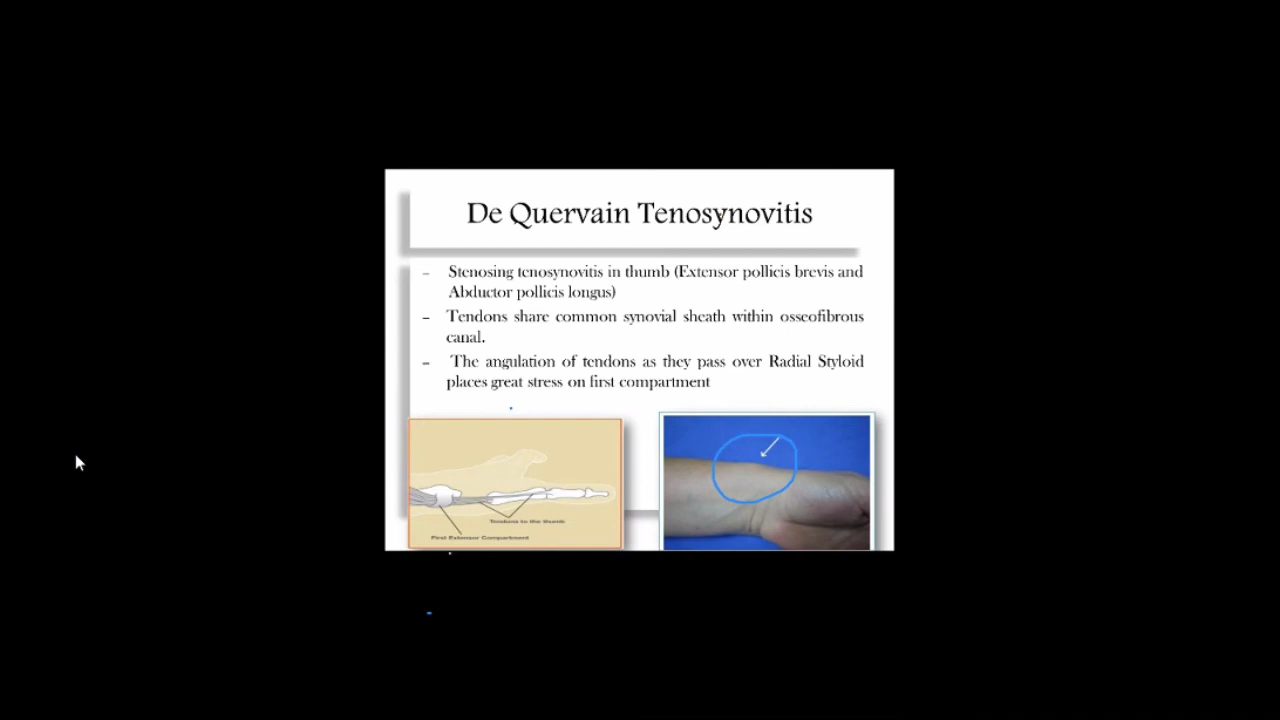 De Quervain Tenosynovitis
– Stenosing tenosynovitis in thumb (Extensor pollicis brevis and
Abductor pollicis longus)
– Tendons share common synovial sheath within osseofibrous
canal.
– The angulation of tendons as they pass over Radial Styloid
places great stress on first compartment
Tendons to the thumb
First Extensor Compartment